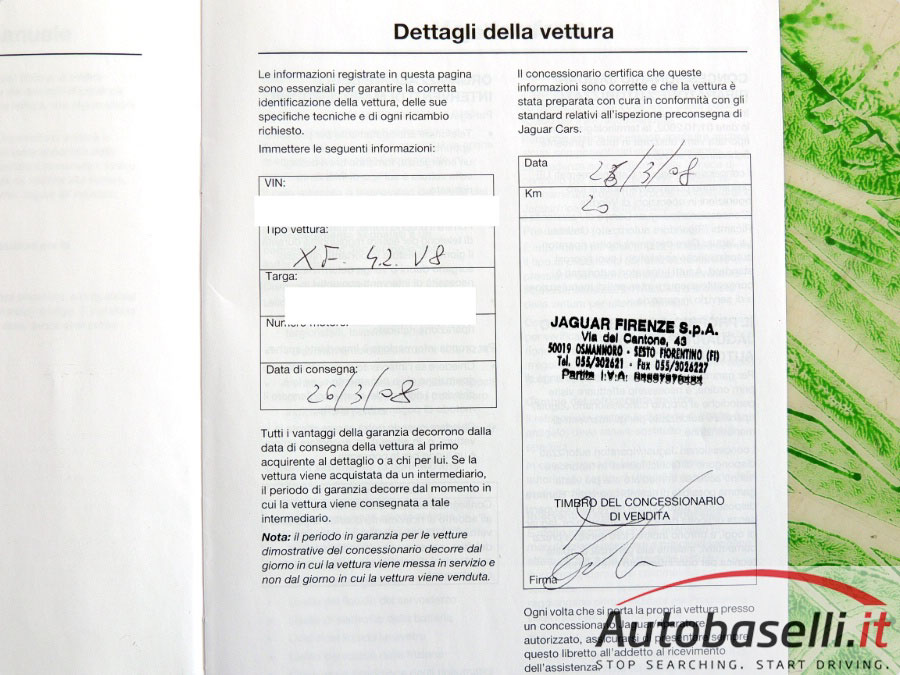 Dettagli della vettura
Le informazioni registrate in questa pagina
sono essenziali per garantire la corretta
identificazione della vettura, delle sue
specifiche tecniche e di ogni ricambio
richiesto.
Immettere le seguenti informazioni:
VIN:
Tipo vettura:
XF. 4.2. V8
Targa:
Numero motore:
Data di consegna:
26/3/08
Tutti i vantaggi della garanzia decorrono dalla
data di consegna della vettura al primo
acquirente al dettaglio o a chi per lui. Se la
vettura viene acquistata da un intermediario,
il periodo di garanzia decorre dal momento in
cui la vettura viene consegnata a tale
intermediario.
Nota: il periodo in garanzia per le vetture
dimostrative del concessionario decorre dal
giorno in cui la vettura viene messa in servizio e
non dal giorno in cui la vettura viene venduta.
Il concessionario certifica che queste
informazioni sono corrette e che la vettura è
stata preparata con cura in conformità con gli
standard relativi all'ispezione preconsegna di
Jaguar Cars.
Data
/3/08
Km
20
JAGUAR FIRENZE S.p.A.
Via del Cantone, 43
50019 OSMANNORO - SESTO FIORENTINO (FI)
Tel. 055/302621 - Fax 055/3026227
Partita I.V.A.
TIMBRO DEL CONCESSIONARIO
DI VENDITA
Firma
Ogni volta che si porta la propria vettura presso
un concessionario Jaguar o riparatore
autorizzato, assicurarsi di presentare sempre
questo libretto all'addetto al ricevimento
dell'assistenza.
Autobaselli.it
STOP SEARCHING. START DRIVING.